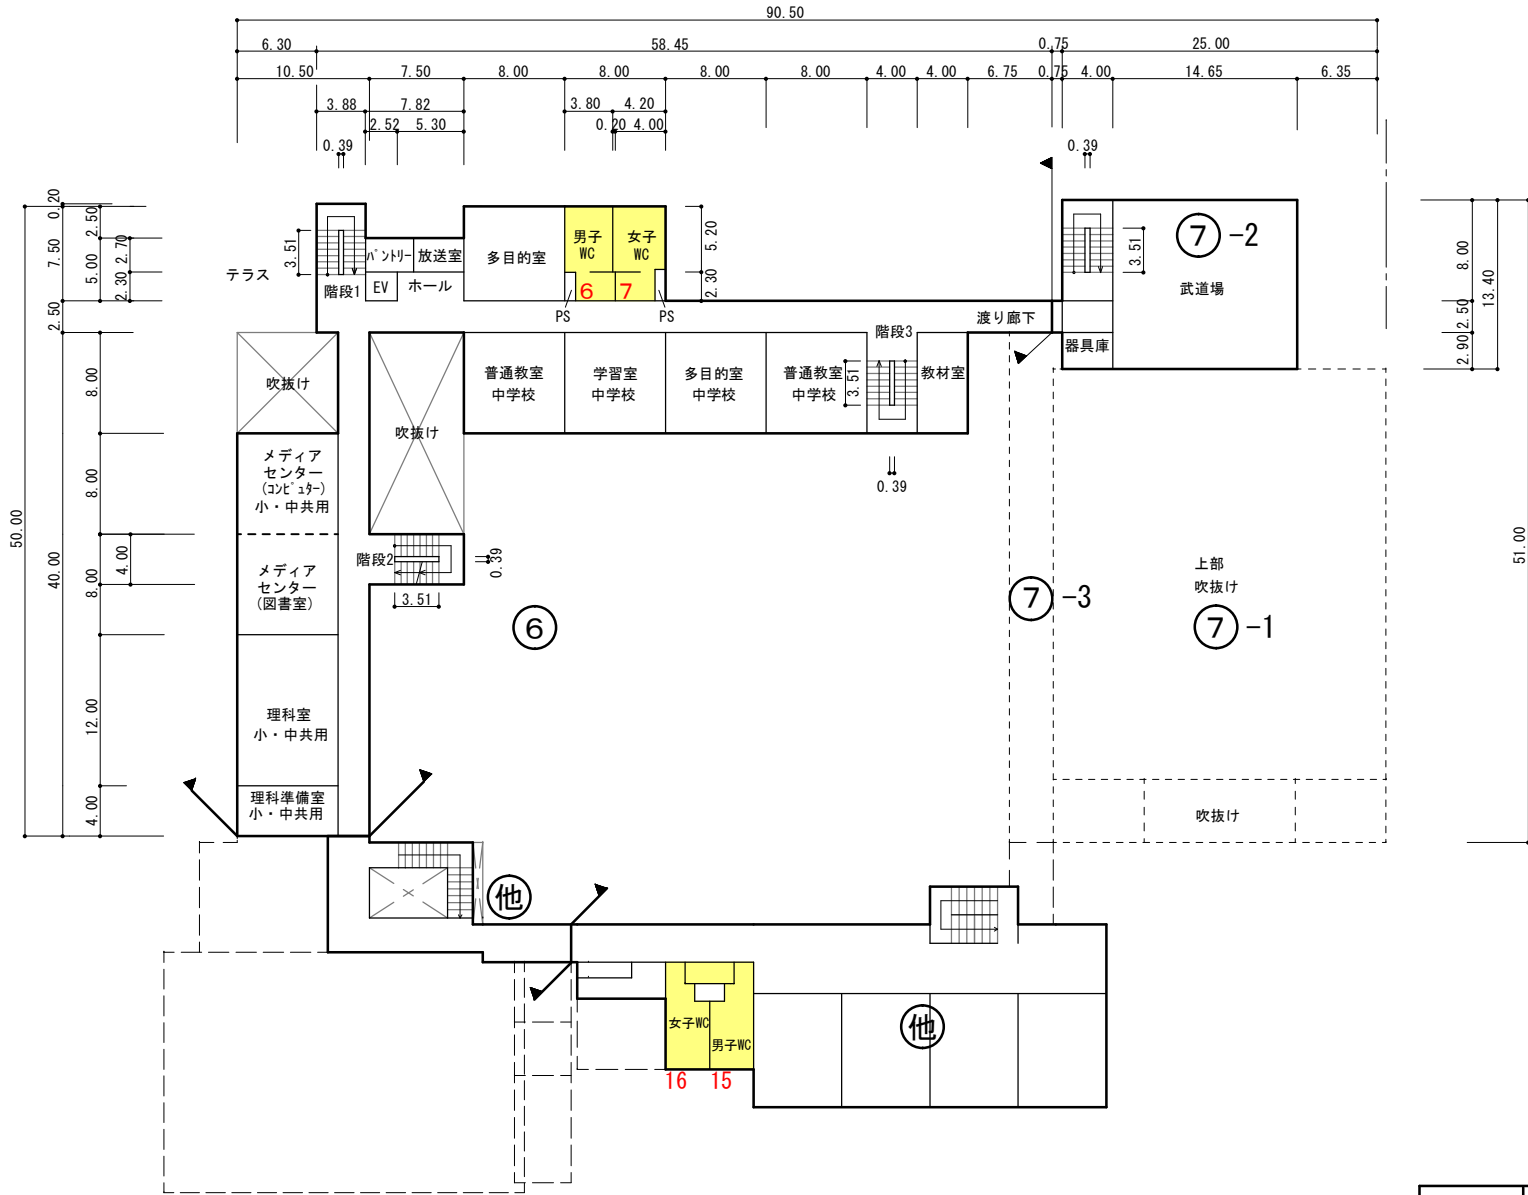 90.50
6.30 58.45 0.75 25.00
10.50 7.50 8.00 8.00 8.00 8.00 4.00 4.00 6.75 0.75 4.00 14.65 6.35
3.88 7.82 3.80 4.20
2.52 5.30 0.20 4.00
0.39 0.39
0.20
2.50
7.50
5.00
2.70
2.30
2.50
3.51
テラス
階段1
パントリー
放送室
EV
ホール
多目的室
男子
WC
女子
WC
6
7
PS
PS
5.20
2.30
渡り廊下
階段3
3.51
⑦-2
武道場
器具庫
8.00
2.50
2.90
13.40
吹抜け
吹抜け
普通教室
中学校
学習室
中学校
多目的室
中学校
普通教室
中学校
3.51
教材室
0.39
8.00
8.00
4.00
8.00
12.00
4.00
40.00
50.00
51.00
メディア
センター
(コンピュター)
小・中共用
メディア
センター
(図書室)
階段2
0.39
3.51
⑥
⑦-3
上部
吹抜け
⑦-1
理科室
小・中共用
理科準備室
小・中共用
吹抜け
他
他
女子WC
男子WC
16
15